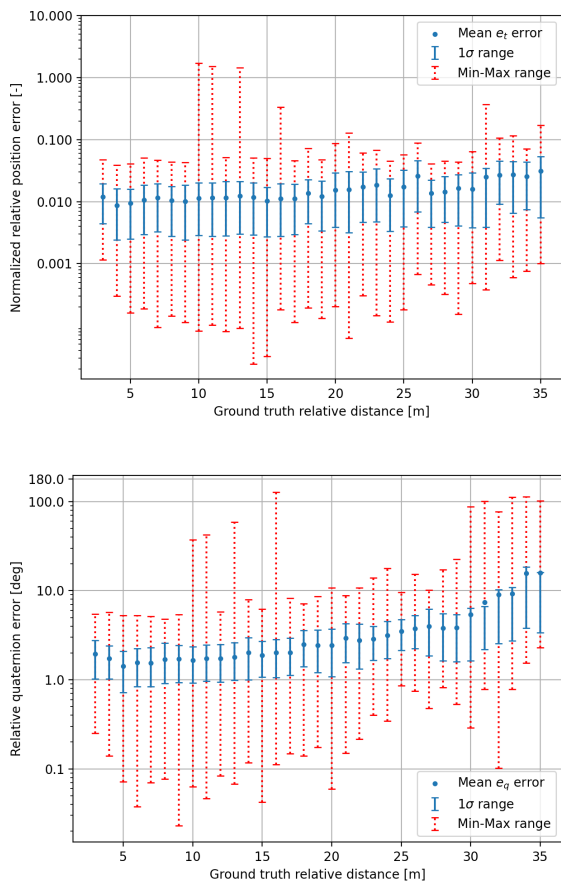 10.000
1.000
0.100
0.010
0.001
Normalized relative position error [-]
Mean e_t error
1σ range
Min-Max range
5 10 15 20 25 30 35
Ground truth relative distance [m]
180.0
100.0
10.0
1.0
0.1
Relative quaternion error [deg]
Mean e_q error
1σ range
Min-Max range
5 10 15 20 25 30 35
Ground truth relative distance [m]